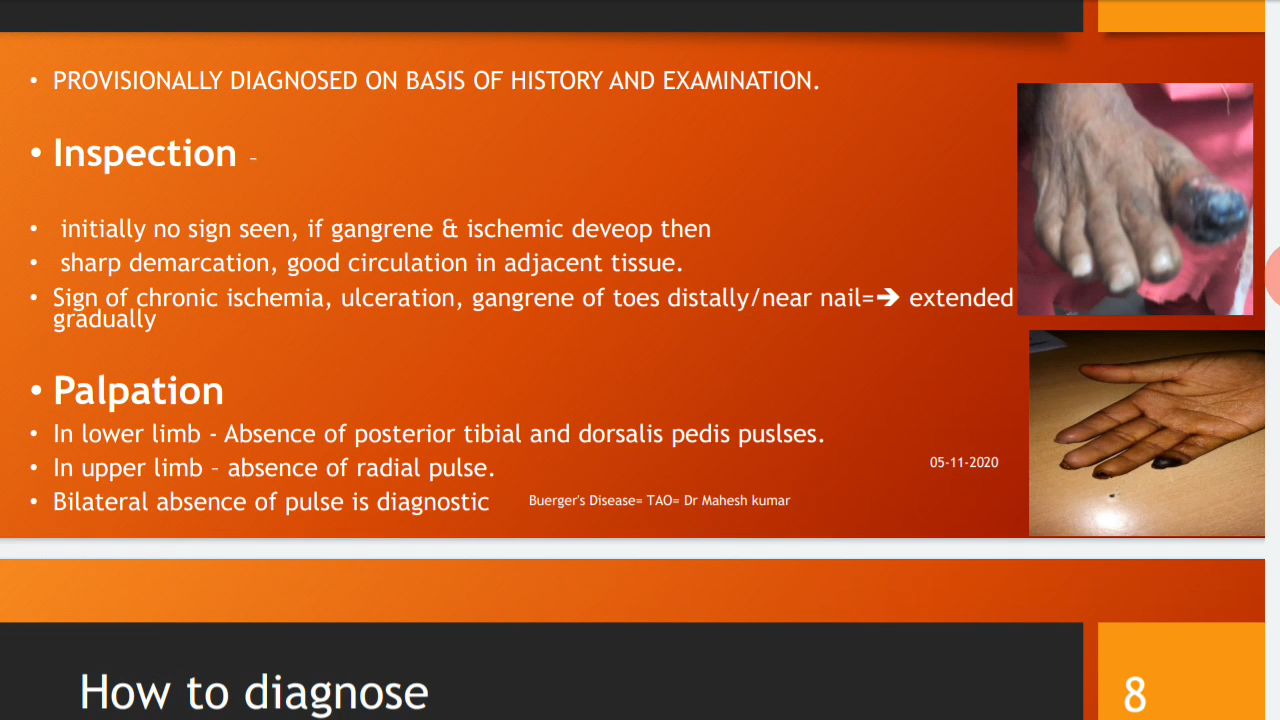 PROVISIONALLY DIAGNOSED ON BASIS OF HISTORY AND EXAMINATION.
Inspection –
initially no sign seen, if gangrene & ischemic deveop then
sharp demarcation, good circulation in adjacent tissue.
Sign of chronic ischemia, ulceration, gangrene of toes distally/near nail=➔ extended
gradually
Palpation
In lower limb - Absence of posterior tibial and dorsalis pedis puslses.
In upper limb – absence of radial pulse.
05-11-2020
Bilateral absence of pulse is diagnostic
Buerger's Disease= TAO= Dr Mahesh kumar
How to diagnose
8